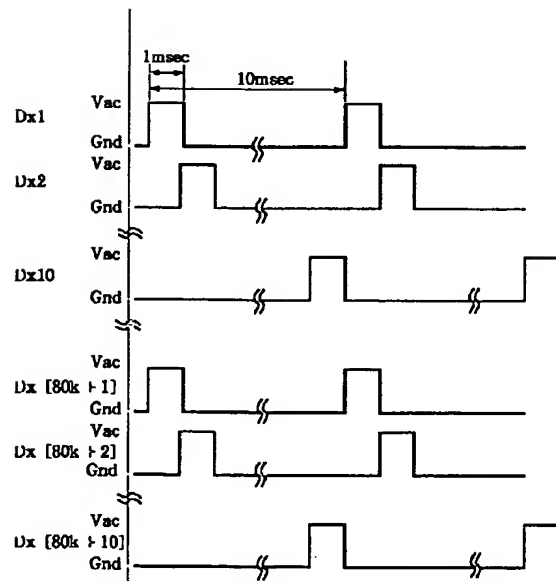 1msec
10msec
Dx1 Vac
Gnd
Dx2 Vac
Gnd
Dx10 Vac
Gnd
Dx [80k+1] Vac
Gnd
Dx [80k+2] Vac
Gnd
Dx [80k+10] Vac
Gnd